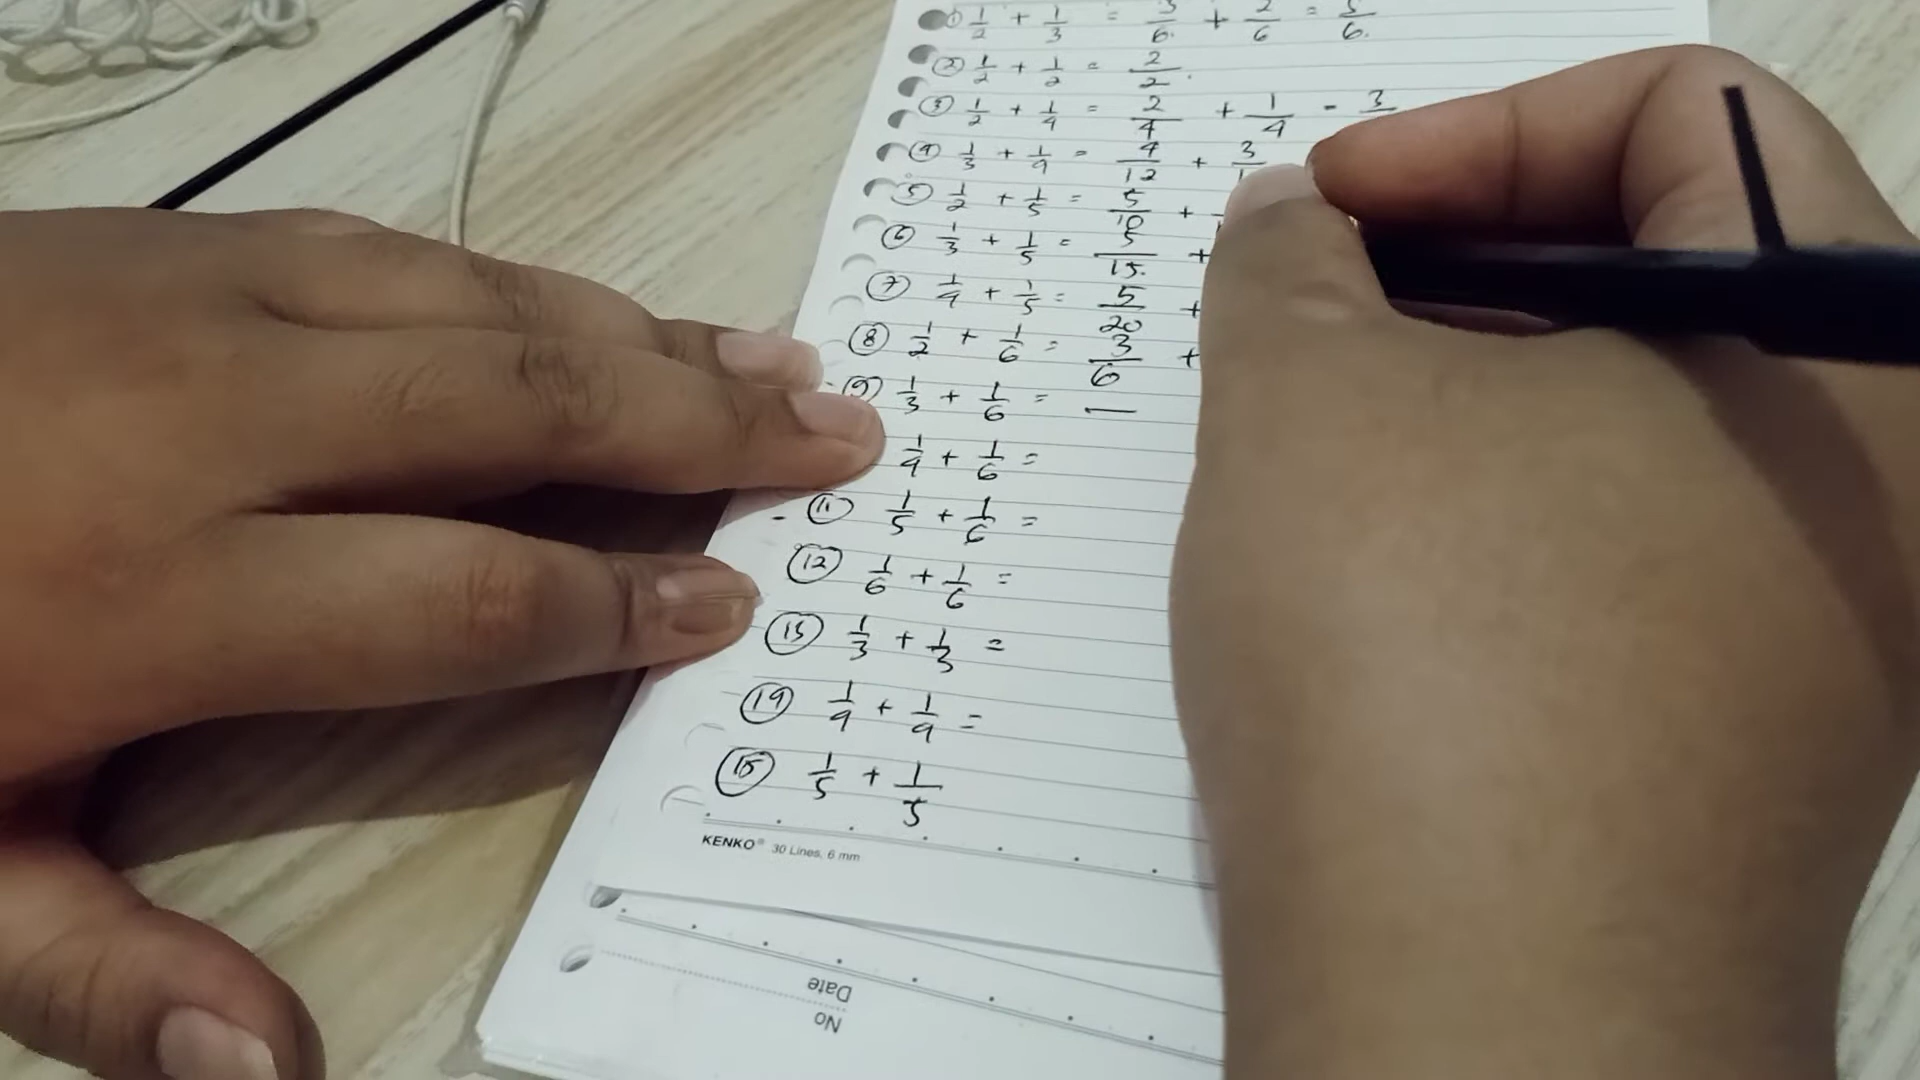 ① 1/2 + 1/3 = 3/6. + 2/6 = 5/6.
② 1/2 + 1/2 = 2/2.
③ 1/2 + 1/4 = 2/4 + 1/4 = 3/
④ 1/3 + 1/4 = 4/12 + 3/1
⑤ 1/2 + 1/5 = 5/10 +
⑥ 1/3 + 1/5 = 5/15. +
⑦ 1/4 + 1/5 = 5/20 +
⑧ 1/2 + 1/6 = 3/6 +
⑨ 1/3 + 1/6 =
1/4 + 1/6 =
⑪ 1/5 + 1/6 =
⑫ 1/6 + 1/6 =
⑬ 1/3 + 1/3 =
⑭ 1/4 + 1/4 =
⑮ 1/5 + 1/5
KENKO® 30 Lines, 6 mm
Date
No